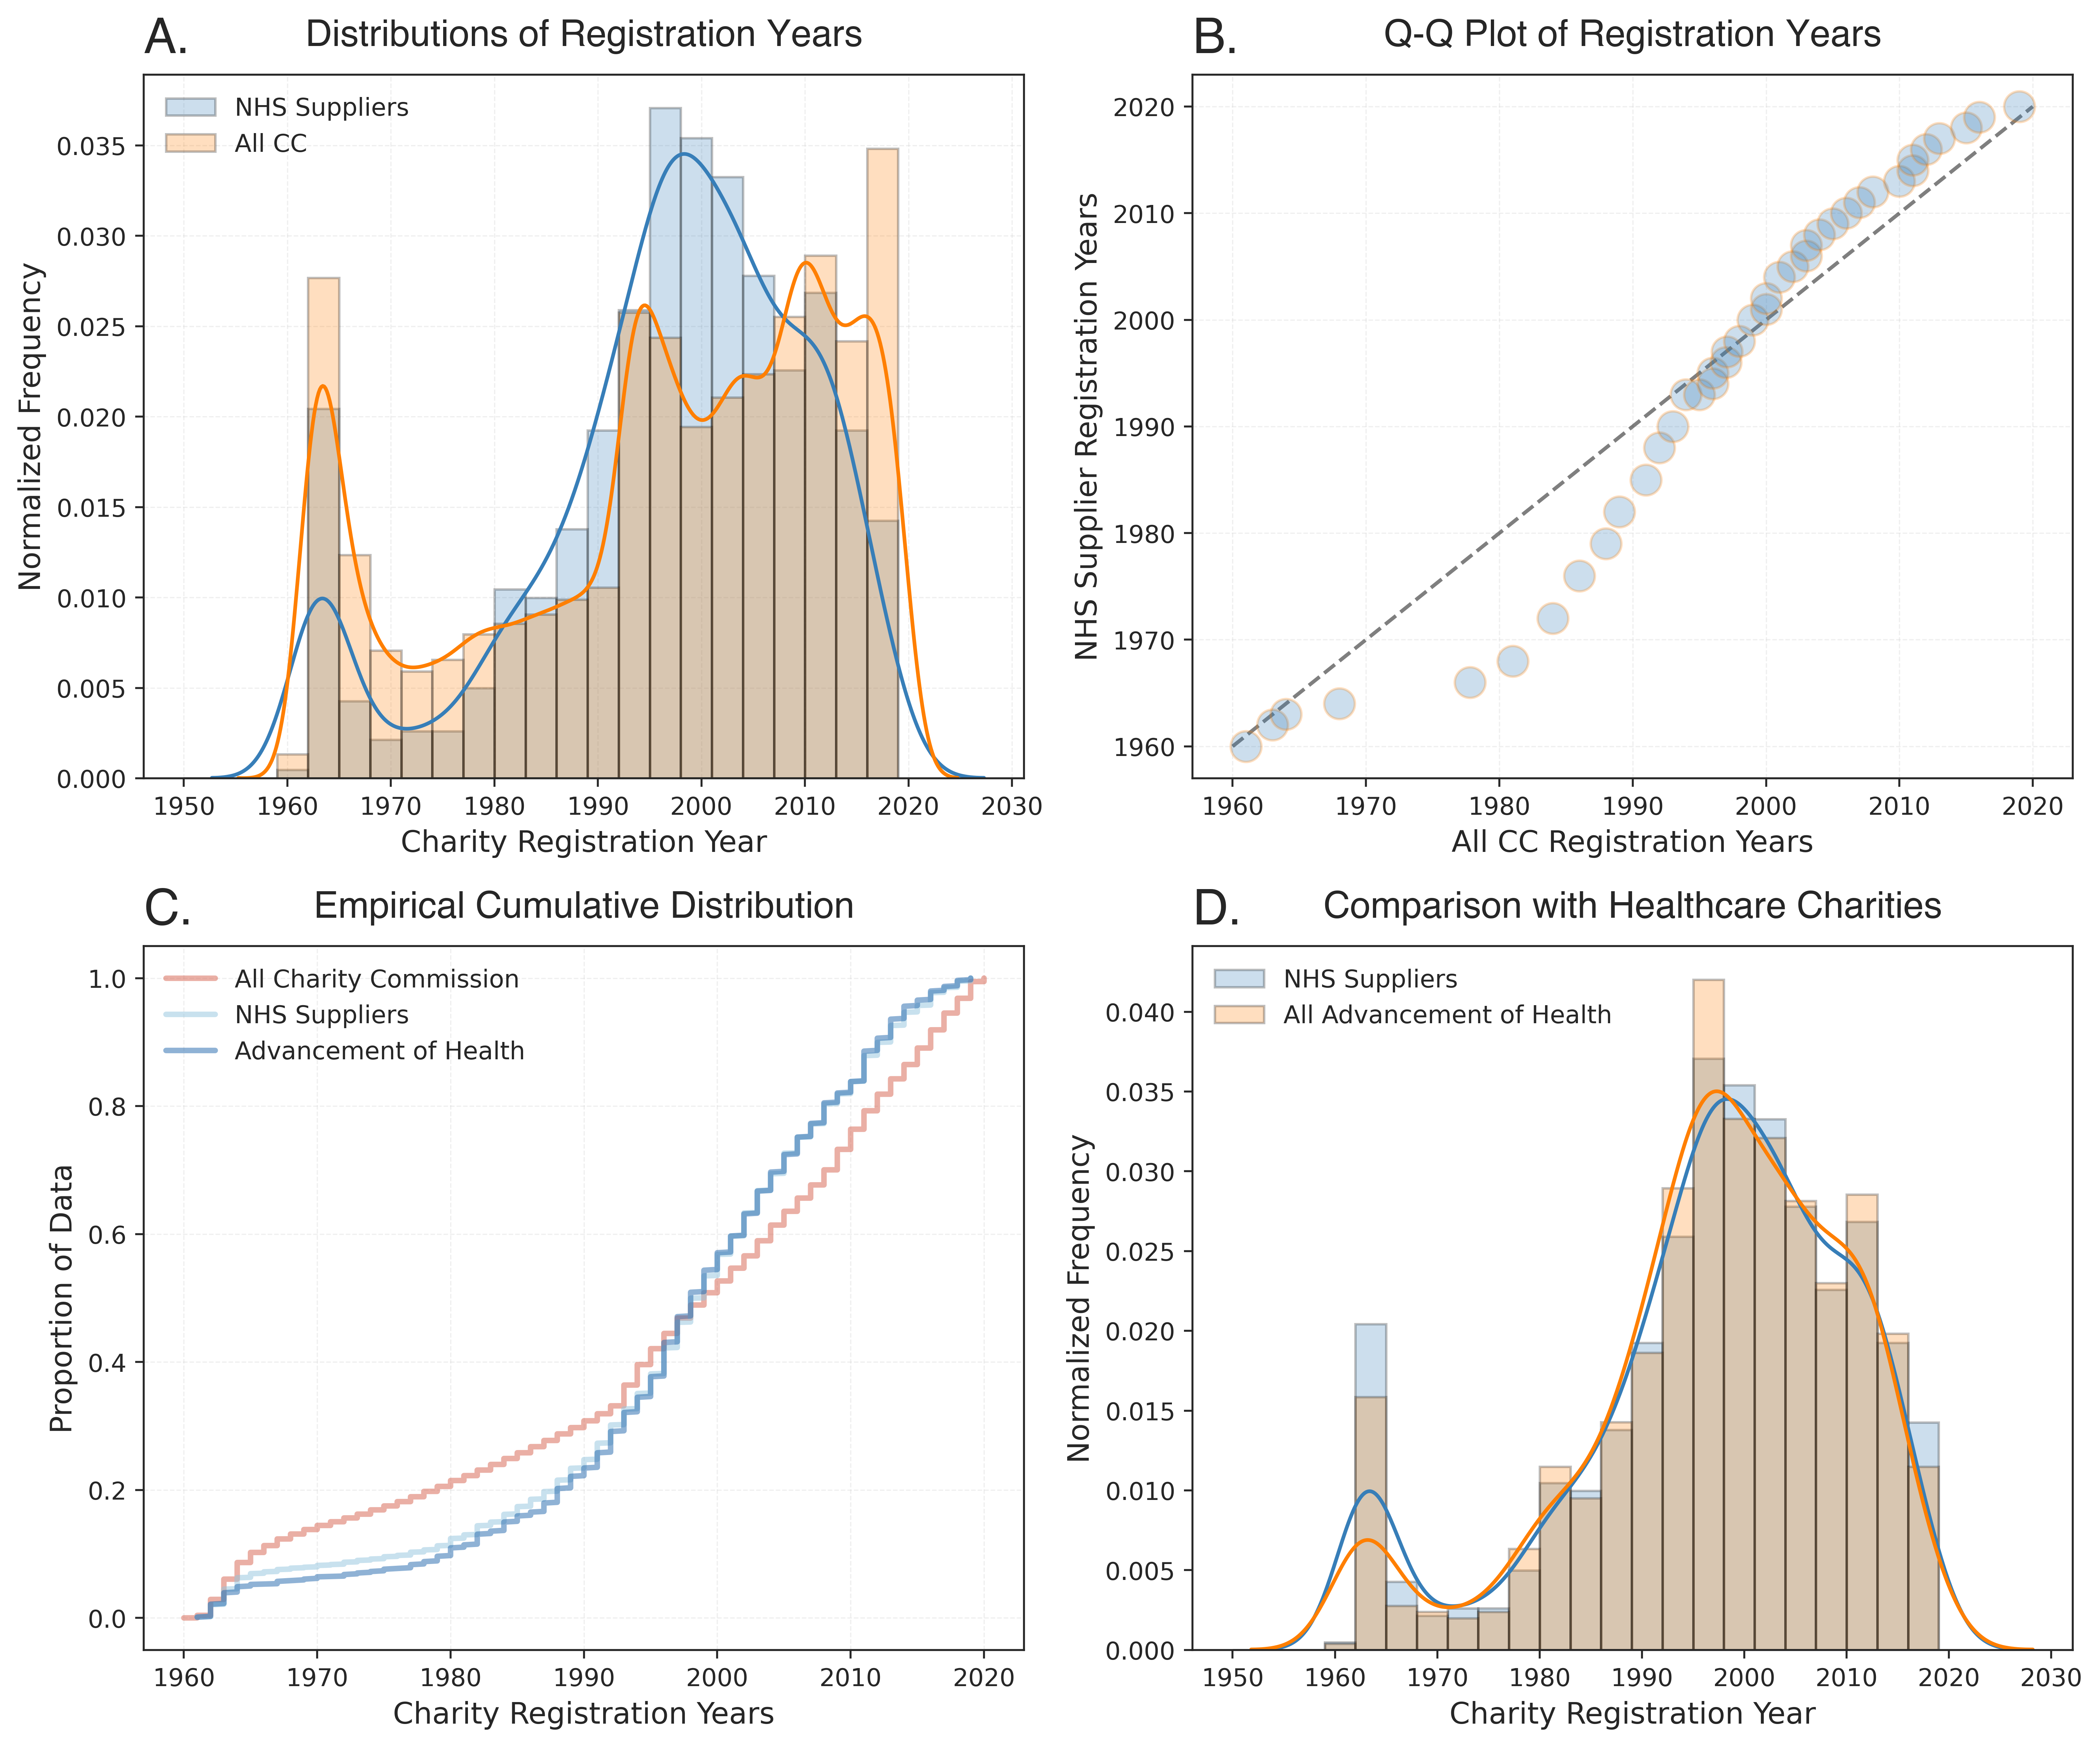 A.
Distributions of Registration Years
NHS Suppliers
All CC
Normalized Frequency
0.035
0.030
0.025
0.020
0.015
0.010
0.005
0.000
1950 1960 1970 1980 1990 2000 2010 2020 2030
Charity Registration Year
B.
Q-Q Plot of Registration Years
NHS Supplier Registration Years
2020
2010
2000
1990
1980
1970
1960
1960 1970 1980 1990 2000 2010 2020
All CC Registration Years
C.
Empirical Cumulative Distribution
All Charity Commission
NHS Suppliers
Advancement of Health
Proportion of Data
1.0
0.8
0.6
0.4
0.2
0.0
1960 1970 1980 1990 2000 2010 2020
Charity Registration Years
D.
Comparison with Healthcare Charities
NHS Suppliers
All Advancement of Health
Normalized Frequency
0.040
0.035
0.030
0.025
0.020
0.015
0.010
0.005
0.000
1950 1960 1970 1980 1990 2000 2010 2020 2030
Charity Registration Year